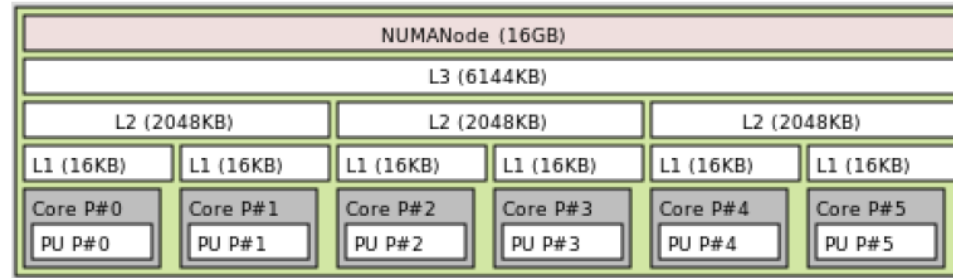 NUMANode (16GB)
L3 (6144KB)
L2 (2048KB) L2 (2048KB) L2 (2048KB)
L1 (16KB) L1 (16KB) L1 (16KB) L1 (16KB) L1 (16KB) L1 (16KB)
Core P#0 Core P#1 Core P#2 Core P#3 Core P#4 Core P#5
PU P#0 PU P#1 PU P#2 PU P#3 PU P#4 PU P#5